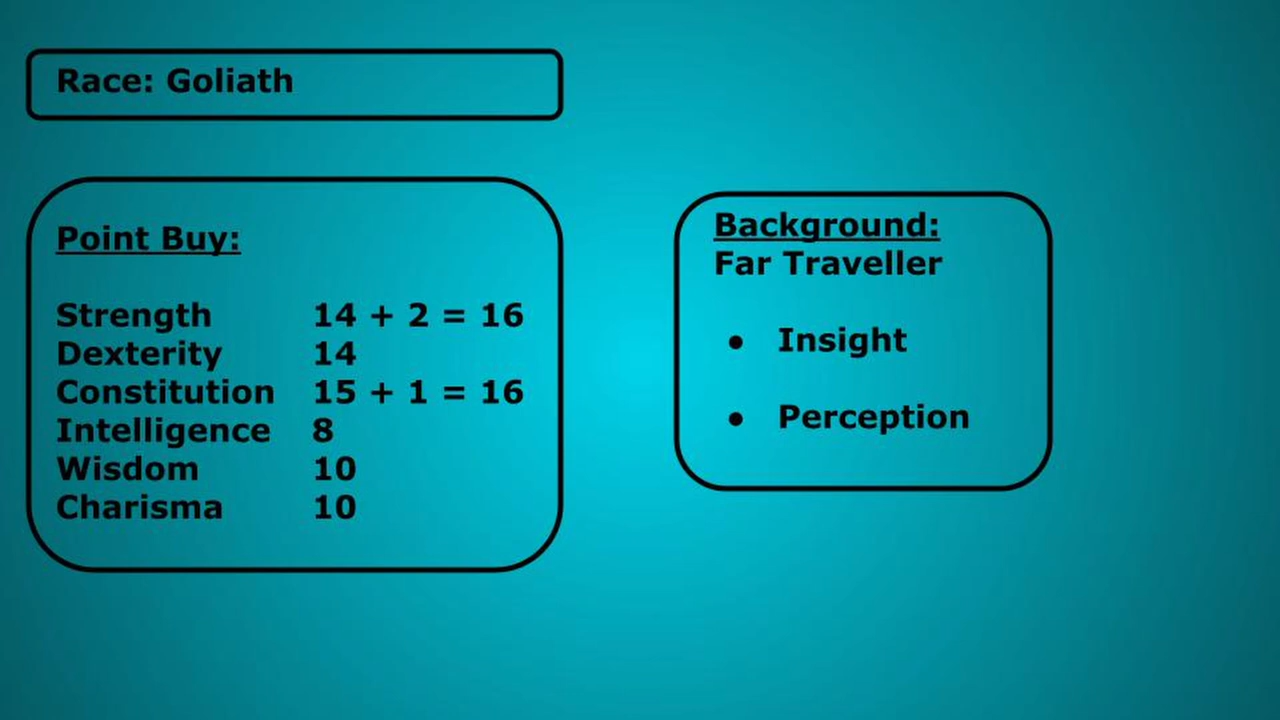 Race: Goliath
Point Buy:
Strength 14 + 2 = 16
Dexterity 14
Constitution 15 + 1 = 16
Intelligence 8
Wisdom 10
Charisma 10
Background:
Far Traveller
● Insight
● Perception